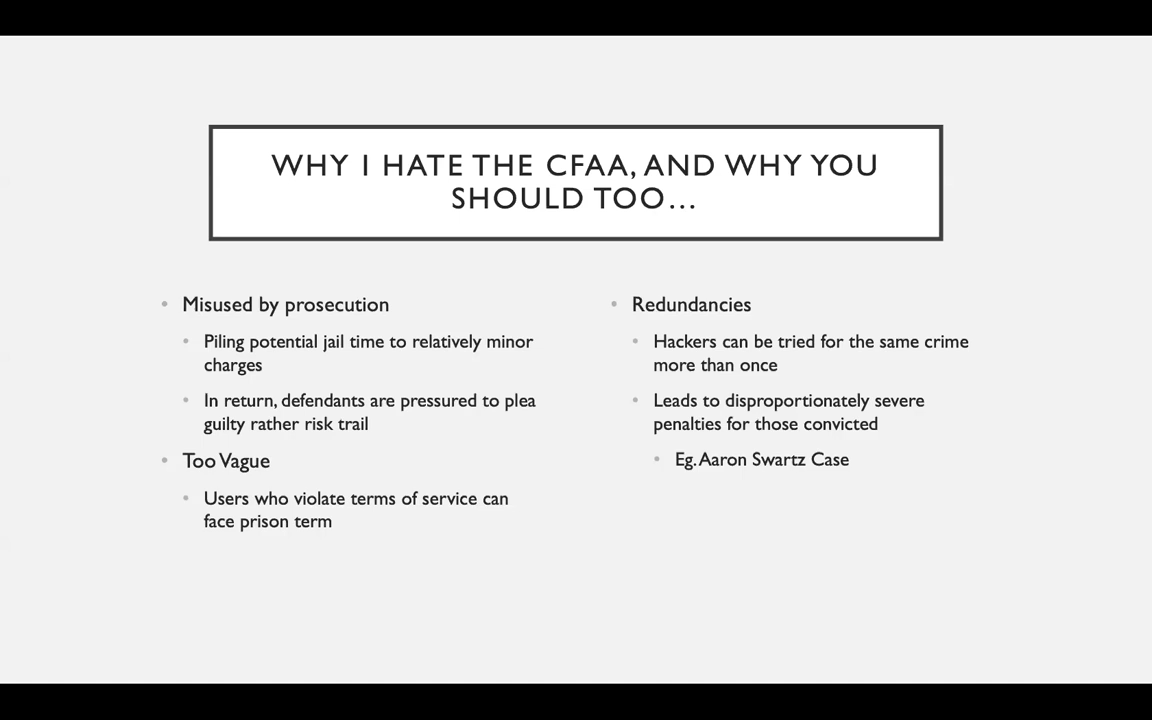 WHY I HATE THE CFAA, AND WHY YOU
SHOULD TOO...
• Misused by prosecution
• Piling potential jail time to relatively minor
charges
• In return, defendants are pressured to plea
guilty rather risk trail
• Too Vague
• Users who violate terms of service can
face prison term
• Redundancies
• Hackers can be tried for the same crime
more than once
• Leads to disproportionately severe
penalties for those convicted
• Eg. Aaron Swartz Case